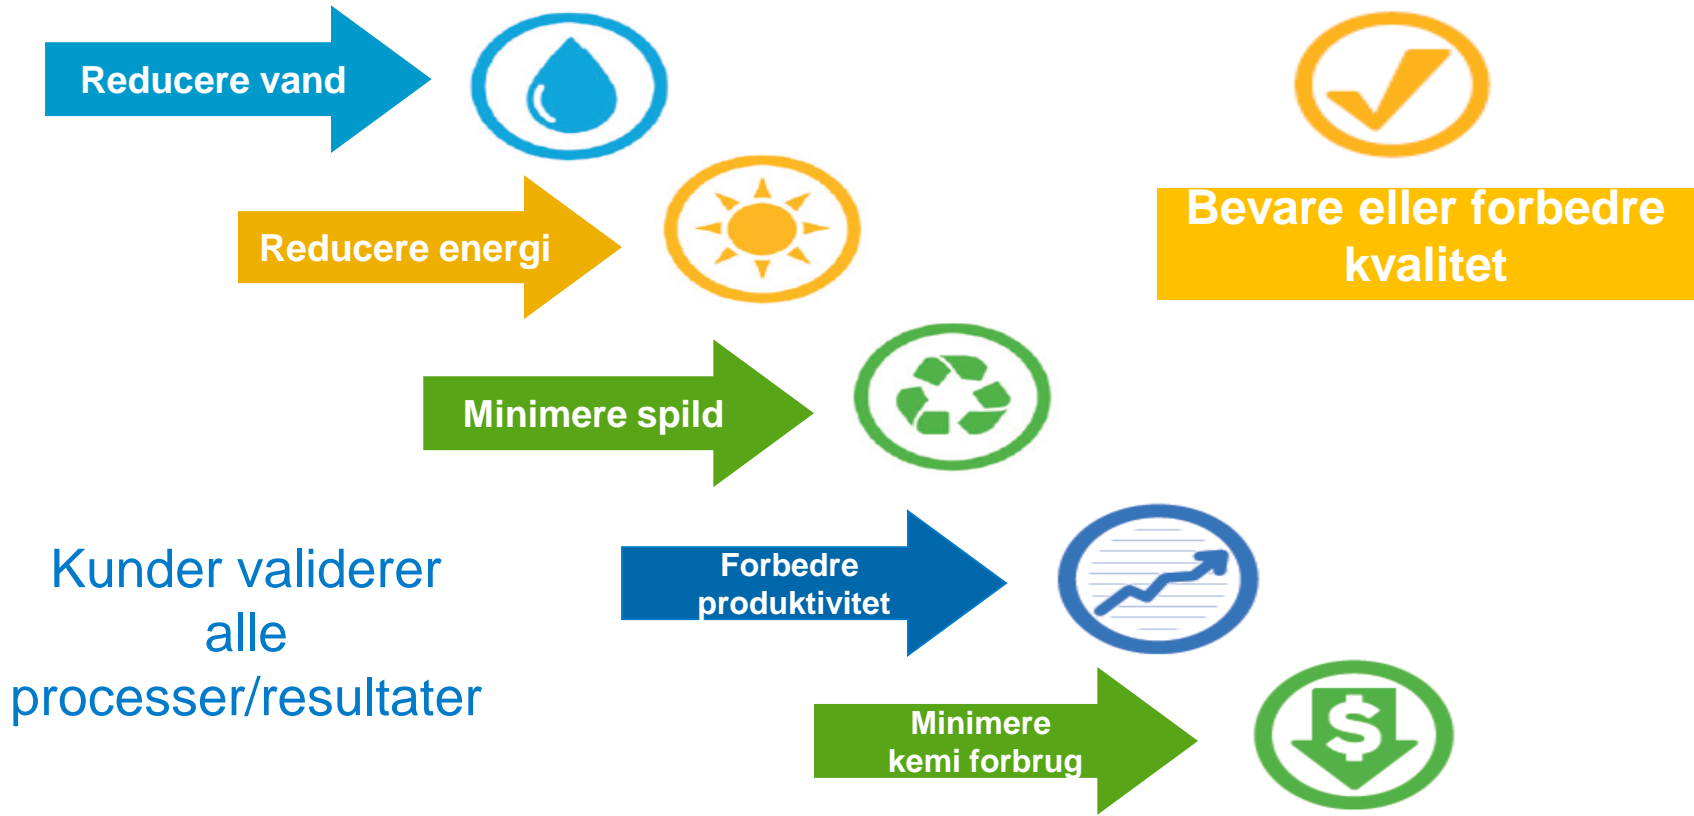 Reducere vand
Reducere energi
Bevare eller forbedre
kvalitet
Minimere spild
Kunder validerer
alle
processer/resultater
Forbedre
produktivitet
Minimere
kemi forbrug
$